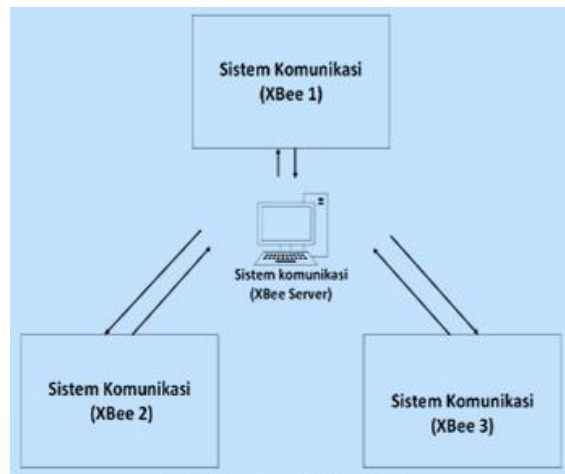 Sistem Komunikasi
(XBee 1)
Sistem komunikasi
(XBee Server)
Sistem Komunikasi
(XBee 2)
Sistem Komunikasi
(XBee 3)